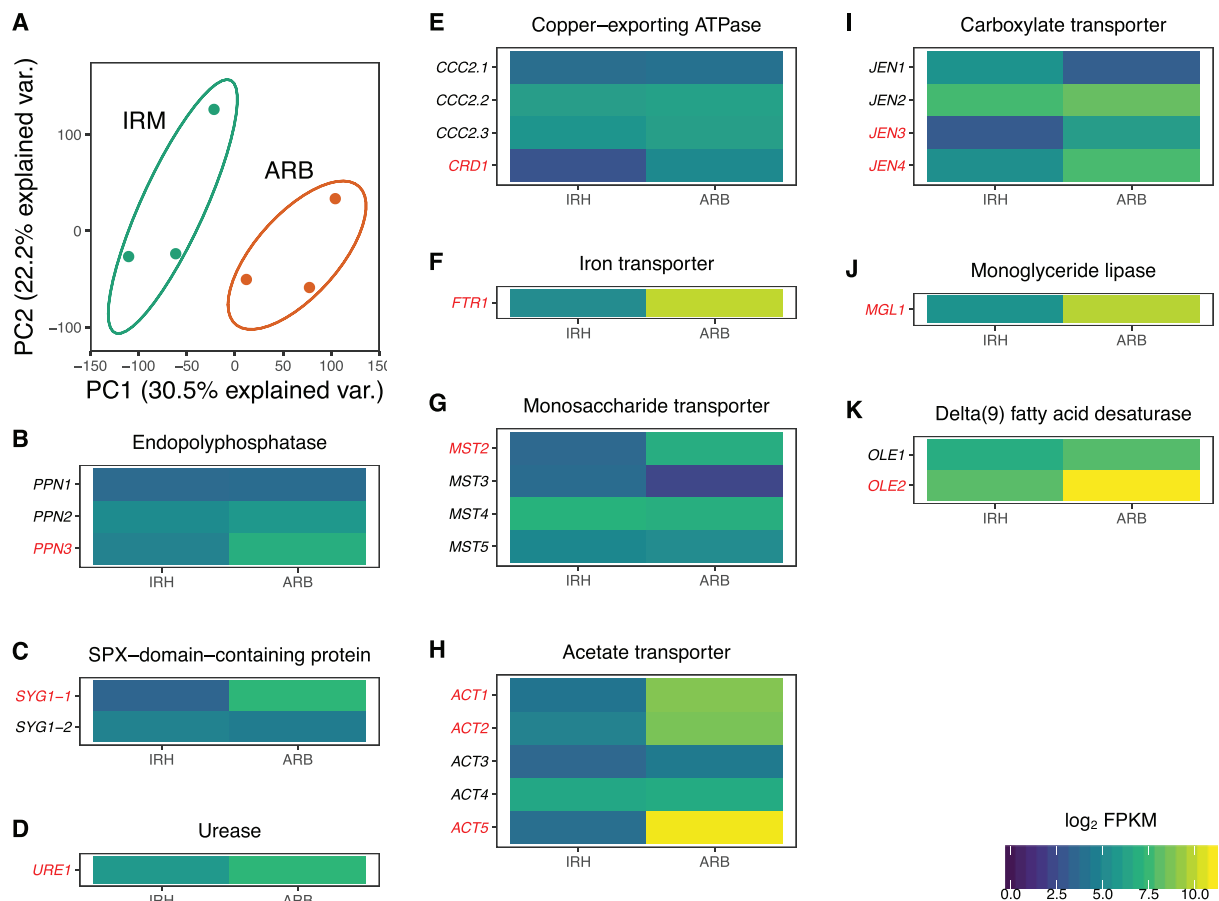 A
PC2 (22.2% explained var.)
100
0
−100
IRM
ARB
−150 −100 −50 0 50 100 150
PC1 (30.5% explained var.)
B
Endopolyphosphatase
PPN1
PPN2
PPN3
IRH ARB
C
SPX−domain−containing protein
SYG1−1
SYG1−2
IRH ARB
D
Urease
URE1
IRH ARB
E
Copper−exporting ATPase
CCC2.1
CCC2.2
CCC2.3
CRD1
IRH ARB
F
Iron transporter
FTR1
IRH ARB
G
Monosaccharide transporter
MST2
MST3
MST4
MST5
IRH ARB
H
Acetate transporter
ACT1
ACT2
ACT3
ACT4
ACT5
IRH ARB
I
Carboxylate transporter
JEN1
JEN2
JEN3
JEN4
IRH ARB
J
Monoglyceride lipase
MGL1
IRH ARB
K
Delta(9) fatty acid desaturase
OLE1
OLE2
IRH ARB
log₂ FPKM
0.0 2.5 5.0 7.5 10.0